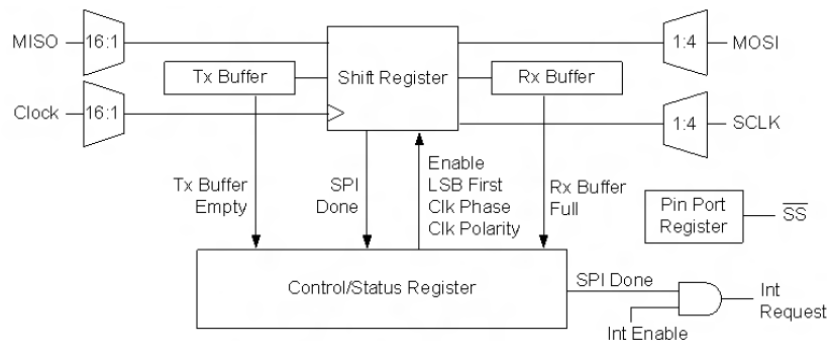 MISO
16:1
Tx Buffer
Shift Register
Rx Buffer
1:4
MOSI
Clock
16:1
1:4
SCLK
Tx Buffer
Empty
SPI
Done
Enable
LSB First
Clk Phase
Clk Polarity
Rx Buffer
Full
Pin Port
Register
SS
Control/Status Register
SPI Done
Int Enable
Int
Request